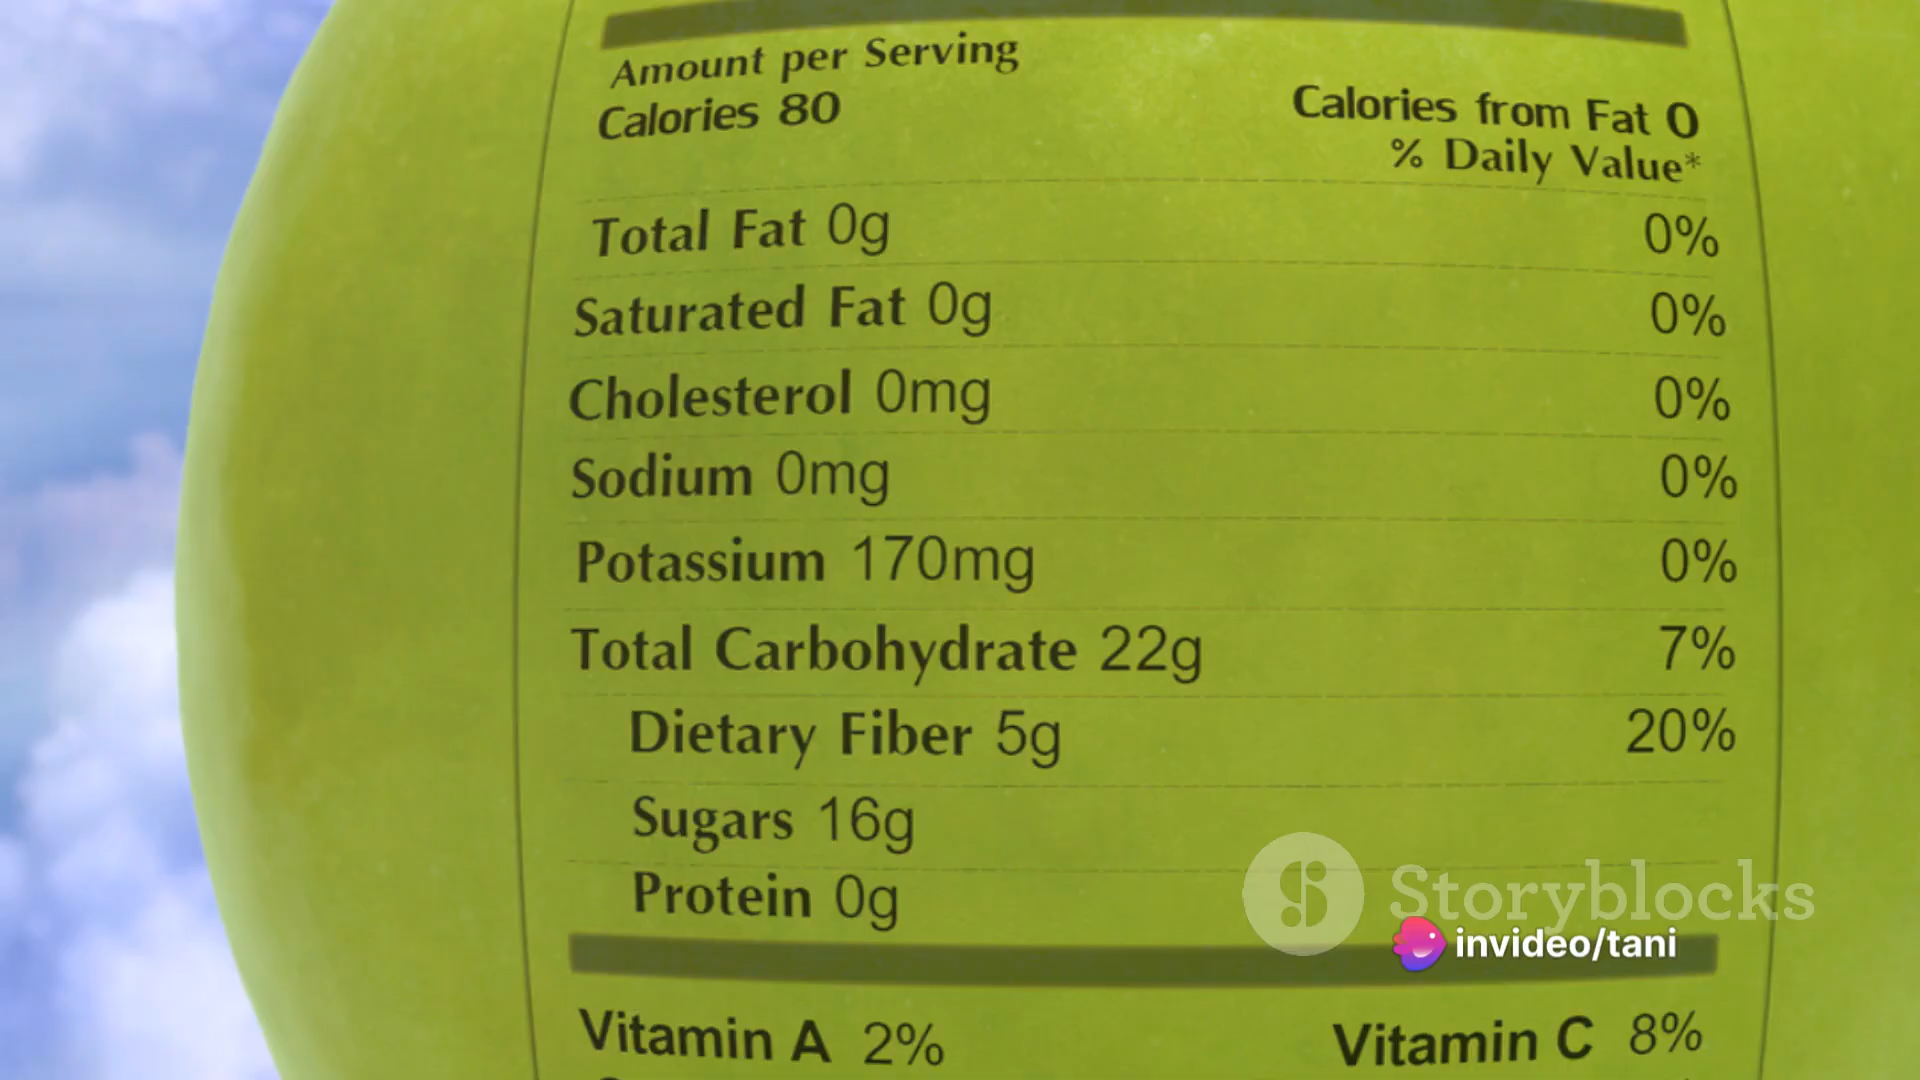 Amount per Serving
Calories 80 Calories from Fat 0
% Daily Value*
Total Fat 0g 0%
Saturated Fat 0g 0%
Cholesterol 0mg 0%
Sodium 0mg 0%
Potassium 170mg 0%
Total Carbohydrate 22g 7%
Dietary Fiber 5g 20%
Sugars 16g
Protein 0g
Storyblocks
invideo/tani
Vitamin A 2% Vitamin C 8%